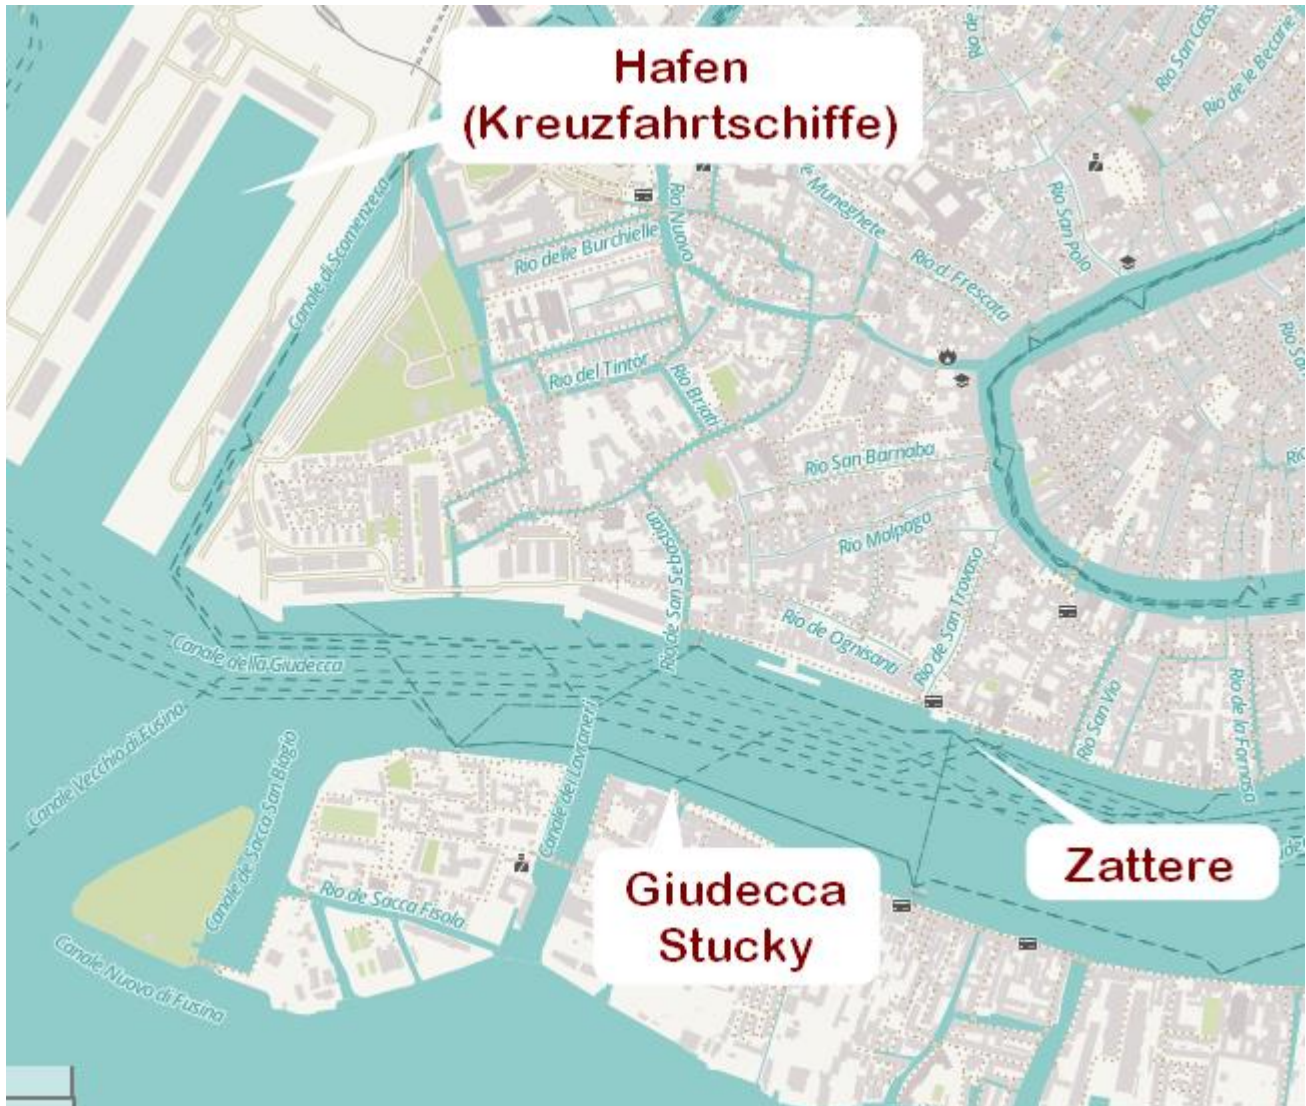 Hafen
(Kreuzfahrtschiffe)
Rio San Cass
Rio de le Becarie
Rio San Polo
e Muneghete
Rio Nuovo
Rio delle Burchielle
Rio d' Frescata
Canale di Scomenzera
Rio del Tintor
Rio Briati
Rio San Barnaba
Rio Malpaga
Rio de San Sebastian
Rio de Ognisanti
Rio de San Trovaso
Rio San Vio
Rio de la Fornasa
Canale della Giudecca
Canale Vecchio di Fusina
Canale de Sacca San Biagio
Canale dei Lavraneri
Zattere
Giudecca
Stucky
Rio de Sacca Fisola
Canale Nuovo di Fusina